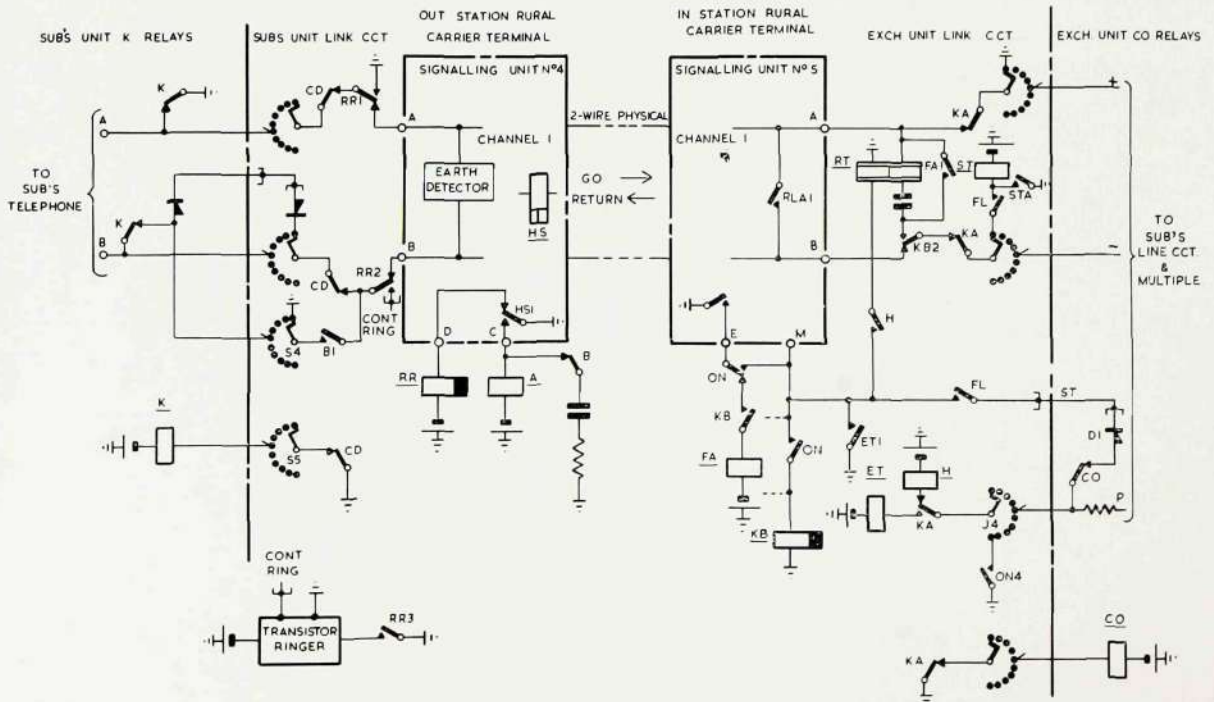 OUT STATION RURAL
CARRIER TERMINAL
IN STATION RURAL
CARRIER TERMINAL
SUB'S UNIT K RELAYS
SUBS UNIT LINK CCT
EXCH UNIT LINK CCT
EXCH UNIT CO RELAYS
SIGNALLING UNIT Nº4
SIGNALLING UNIT Nº5
K
CD
RR1
A
A
CHANNEL 1
2-WIRE PHYSICAL
CHANNEL 1
A
KA
+
TO
SUB'S
TELEPHONE
EARTH
DETECTOR
HS
GO
RETURN
RLA1
RT
FA1
ST
STA
FL
K
B
CD
RR2
B
B
KB2
KA
-
TO
SUB'S
LINE CCT.
&
MULTIPLE
CONT
RING
S4
B1
D
C
HS1
E
M
H
RR
A
B
ON
FL
ST
K
S5
CD
KB
ET1
D1
CO
FA
ON
ET
H
KA
J4
P
KB
ON4
CONT
RING
TRANSISTOR
RINGER
RR3
KA
CO